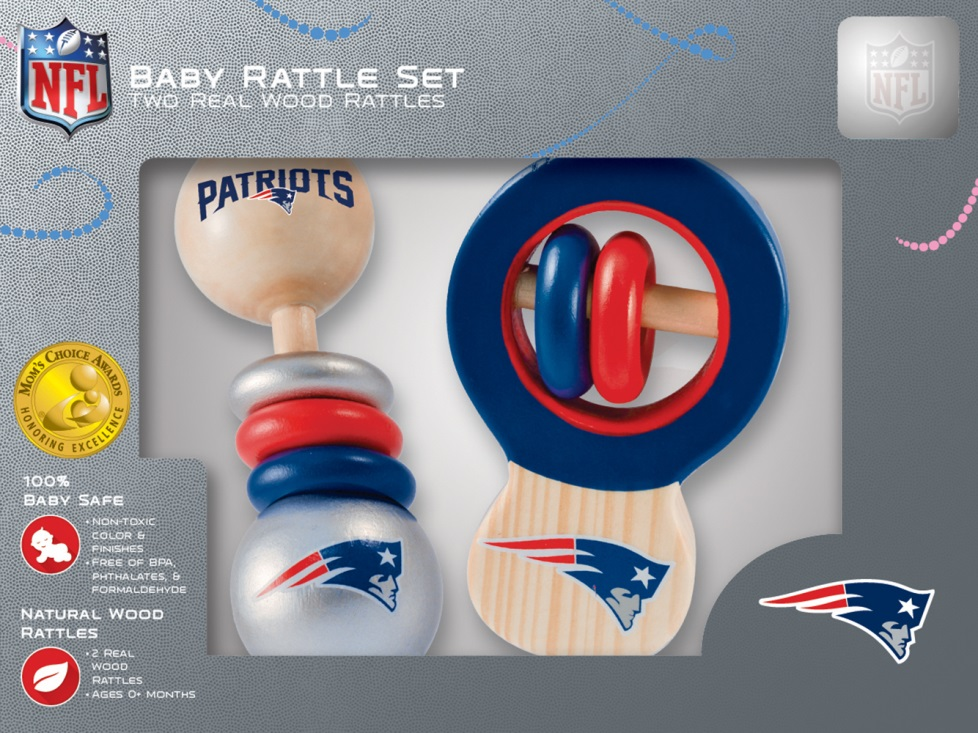 NFL
BABY RATTLE SET
TWO REAL WOOD RATTLES
NFL
PATRIOTS
MOM'S CHOICE AWARDS
HONORING EXCELLENCE
100%
BABY SAFE
• NON-TOXIC
COLOR &
FINISHES
• FREE OF BPA,
PHTHALATES, &
FORMALDEHYDE
NATURAL WOOD
RATTLES
• 2 REAL
WOOD
RATTLES
• AGES 0+ MONTHS